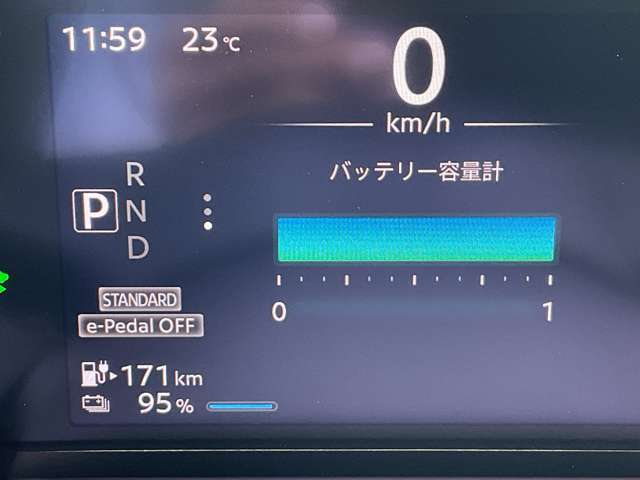 11:59 23℃
0
km/h
バッテリー容量計
R
P N
D
0 1
STANDARD
e-Pedal OFF
171 km
95 %